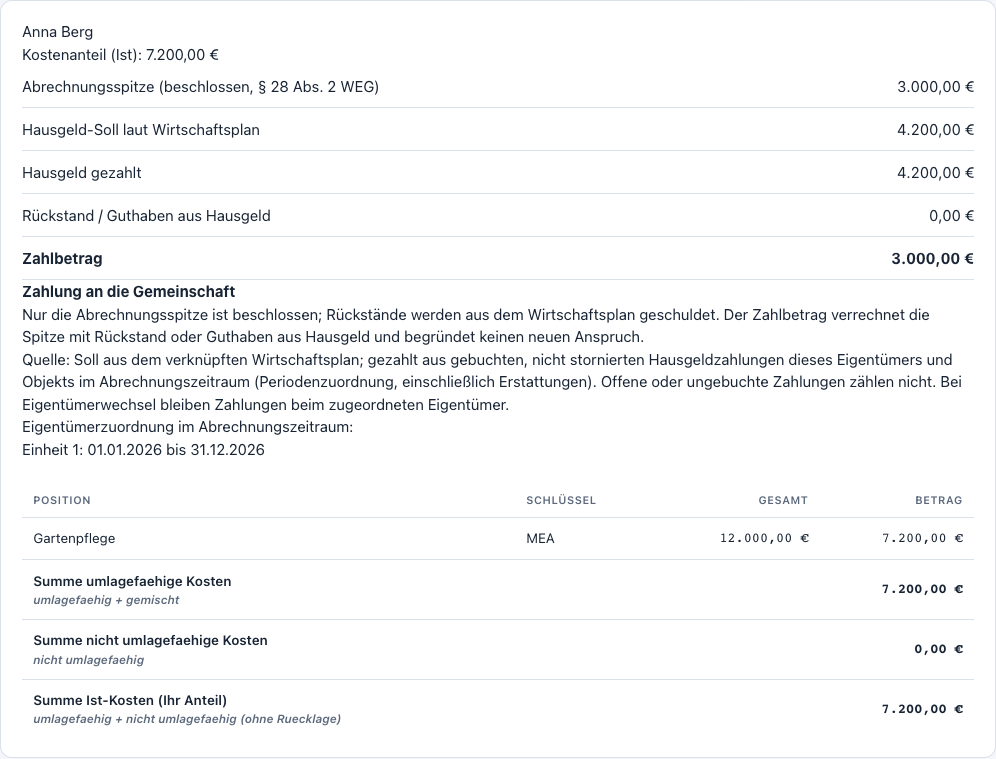 Anna Berg
Kostenanteil (Ist): 7.200,00 €
Abrechnungsspitze (beschlossen, § 28 Abs. 2 WEG) 3.000,00 €
Hausgeld-Soll laut Wirtschaftsplan 4.200,00 €
Hausgeld gezahlt 4.200,00 €
Rückstand / Guthaben aus Hausgeld 0,00 €
Zahlbetrag 3.000,00 €
Zahlung an die Gemeinschaft
Nur die Abrechnungsspitze ist beschlossen; Rückstände werden aus dem Wirtschaftsplan geschuldet. Der Zahlbetrag verrechnet die
Spitze mit Rückstand oder Guthaben aus Hausgeld und begründet keinen neuen Anspruch.
Quelle: Soll aus dem verknüpften Wirtschaftsplan; gezahlt aus gebuchten, nicht stornierten Hausgeldzahlungen dieses Eigentümers und
Objekts im Abrechnungszeitraum (Periodenzuordnung, einschließlich Erstattungen). Offene oder ungebuchte Zahlungen zählen nicht. Bei
Eigentümerwechsel bleiben Zahlungen beim zugeordneten Eigentümer.
Eigentümerzuordnung im Abrechnungszeitraum:
Einheit 1: 01.01.2026 bis 31.12.2026
POSITION SCHLÜSSEL GESAMT BETRAG
Gartenpflege MEA 12.000,00 € 7.200,00 €
Summe umlagefaehige Kosten 7.200,00 €
umlagefaehig + gemischt
Summe nicht umlagefaehige Kosten 0,00 €
nicht umlagefaehig
Summe Ist-Kosten (Ihr Anteil) 7.200,00 €
umlagefaehig + nicht umlagefaehig (ohne Ruecklage)